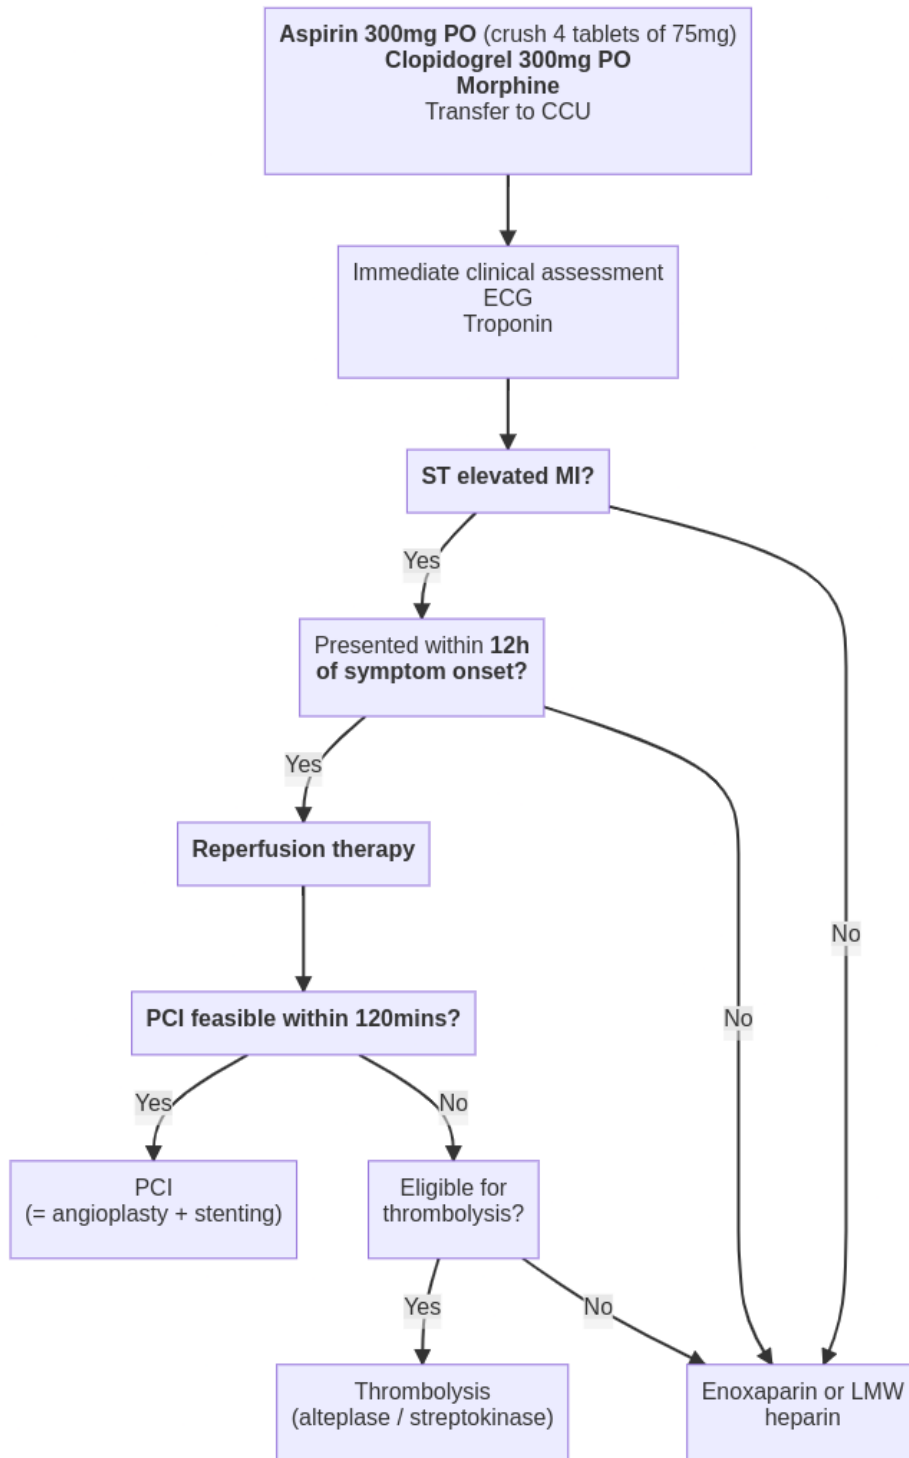 Aspirin 300mg PO (crush 4 tablets of 75mg)
Clopidogrel 300mg PO
Morphine
Transfer to CCU
Immediate clinical assessment
ECG
Troponin
ST elevated MI?
Yes
Presented within 12h
of symptom onset?
Yes
Reperfusion therapy
No
PCI feasible within 120mins?
No
Yes
No
PCI
(= angioplasty + stenting)
Eligible for
thrombolysis?
Yes
No
Thrombolysis
(alteplase / streptokinase)
Enoxaparin or LMW
heparin